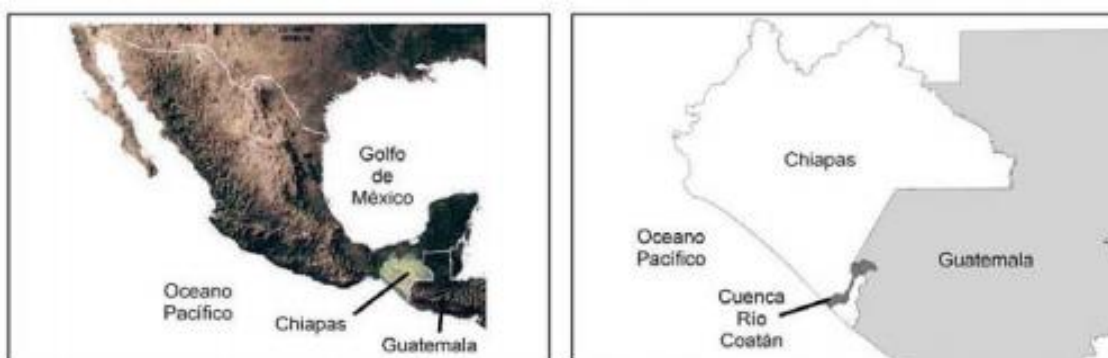 Golfo
de
México
Oceano
Pacífico
Chiapas
Guatemala
Chiapas
Oceano
Pacífico
Guatemala
Cuenca
Río
Coatán